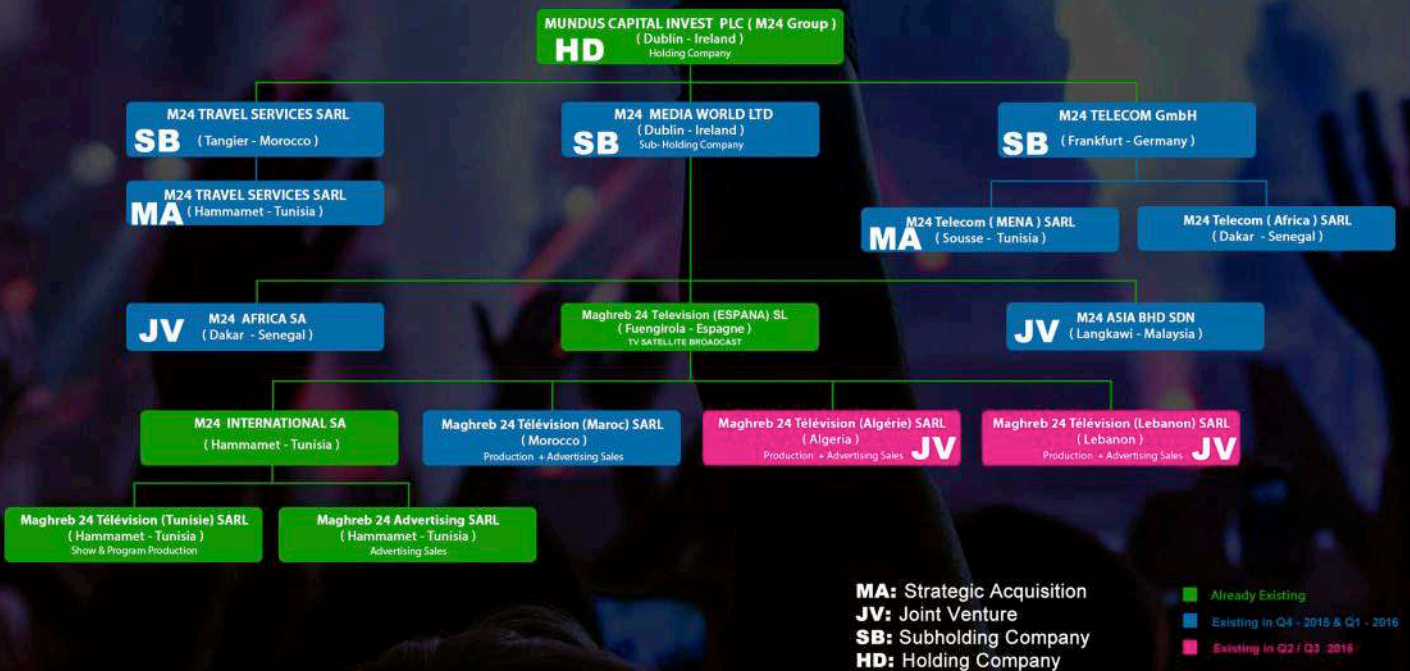 MUNDUS CAPITAL INVEST PLC ( M24 Group )
( Dublin - Ireland )
HD
Holding Company
M24 TRAVEL SERVICES SARL
SB
( Tangier - Morocco )
M24 MEDIA WORLD LTD
( Dublin - Ireland )
SB
Sub- Holding Company
M24 TELECOM GmbH
SB
( Frankfurt - Germany )
M24 TRAVEL SERVICES SARL
MA
( Hammamet - Tunisia )
M24 Telecom ( MENA ) SARL
MA
( Sousse - Tunisia )
M24 Telecom ( Africa ) SARL
( Dakar - Senegal )
JV
M24 AFRICA SA
( Dakar - Senegal )
Maghreb 24 Television (ESPANA) SL
( Fuengirola - Espagne )
TV SATELLITE BROADCAST
JV
M24 ASIA BHD SDN
( Langkawi - Malaysia )
M24 INTERNATIONAL SA
( Hammamet - Tunisia )
Maghreb 24 Télévision (Maroc) SARL
( Morocco )
Production + Advertising Sales
Maghreb 24 Télévision (Algérie) SARL
( Algeria )
Production + Advertising Sales
JV
Maghreb 24 Télévision (Lebanon) SARL
( Lebanon )
Production + Advertising Sales
JV
Maghreb 24 Télévision (Tunisie) SARL
( Hammamet - Tunisia )
Show & Program Production
Maghreb 24 Advertising SARL
( Hammamet - Tunisia )
Advertising Sales
MA: Strategic Acquisition
JV: Joint Venture
SB: Subholding Company
HD: Holding Company
Already Existing
Existing in Q4 - 2015 & Q1 - 2016
Existing in Q2 / Q3 2016